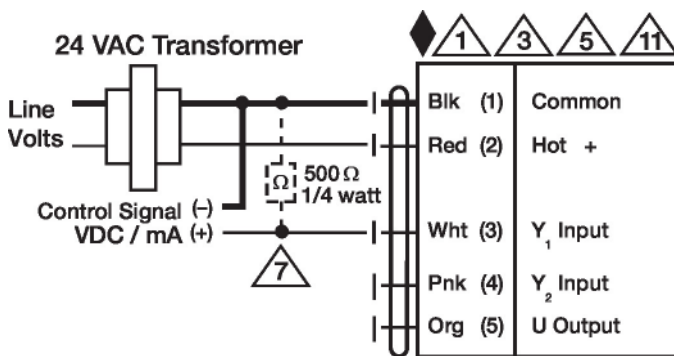 1 3 5 11
24 VAC Transformer
Line
Volts
Blk (1) Common
Red (2) Hot +
Ω 500 Ω
1/4 watt
Control Signal (–)
VDC / mA (+)
Wht (3) Y1 Input
7
Pnk (4) Y2 Input
Org (5) U Output